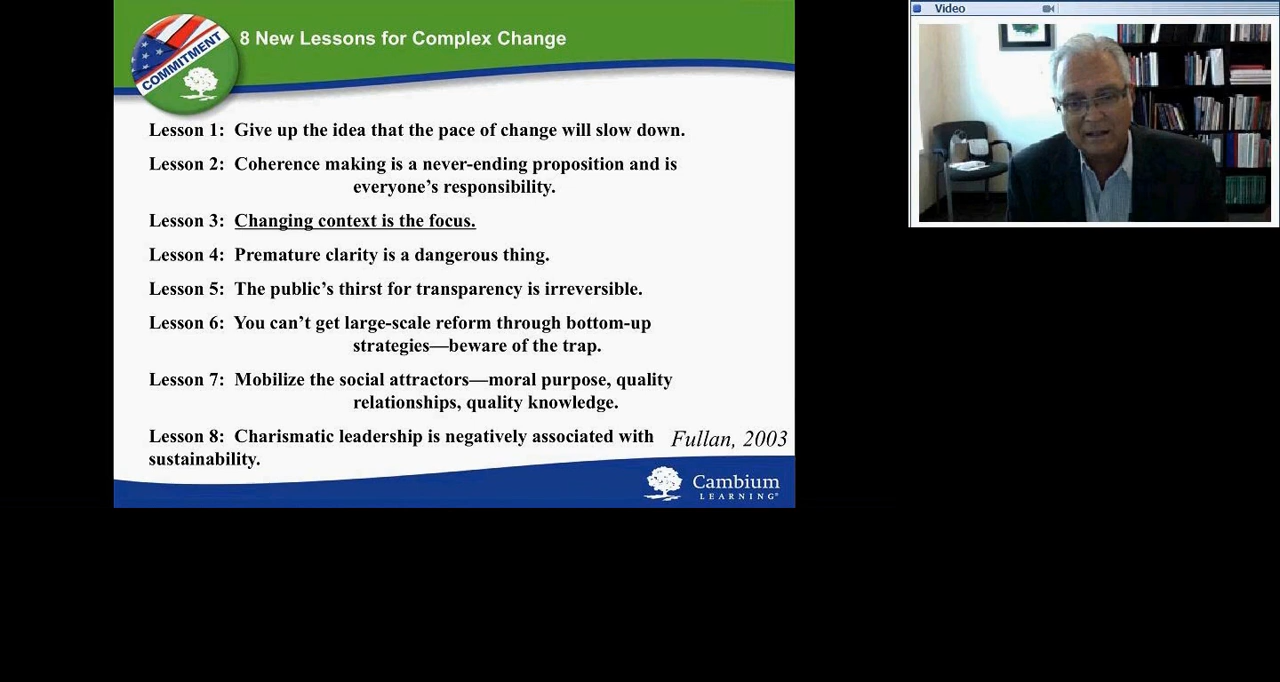 Video
COMMITMENT
8 New Lessons for Complex Change
Lesson 1: Give up the idea that the pace of change will slow down.
Lesson 2: Coherence making is a never-ending proposition and is
everyone’s responsibility.
Lesson 3: Changing context is the focus.
Lesson 4: Premature clarity is a dangerous thing.
Lesson 5: The public’s thirst for transparency is irreversible.
Lesson 6: You can’t get large-scale reform through bottom-up
strategies—beware of the trap.
Lesson 7: Mobilize the social attractors—moral purpose, quality
relationships, quality knowledge.
Lesson 8: Charismatic leadership is negatively associated with
sustainability.
Fullan, 2003
Cambium
LEARNING®